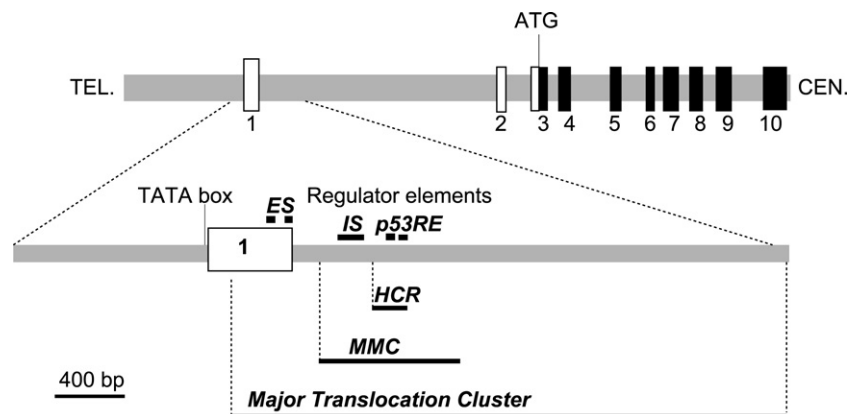 ATG
TEL. CEN.
1 2 3 4 5 6 7 8 9 10
TATA box Regulator elements
ES IS p53RE
1
HCR
MMC
400 bp
Major Translocation Cluster